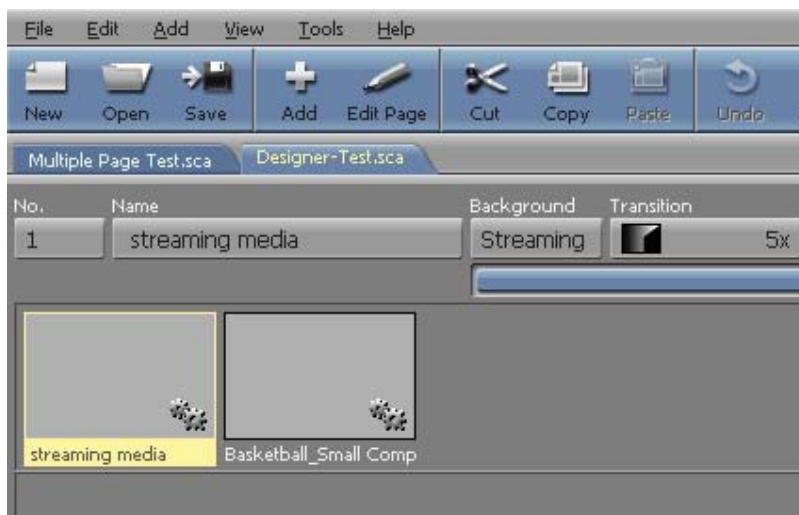 File Edit Add View Tools Help
New Open Save Add Edit Page Cut Copy Paste Undo
Multiple Page Test.sca Designer-Test.sca
No. Name Background Transition
1 streaming media Streaming 5x
streaming media Basketball_Small Comp